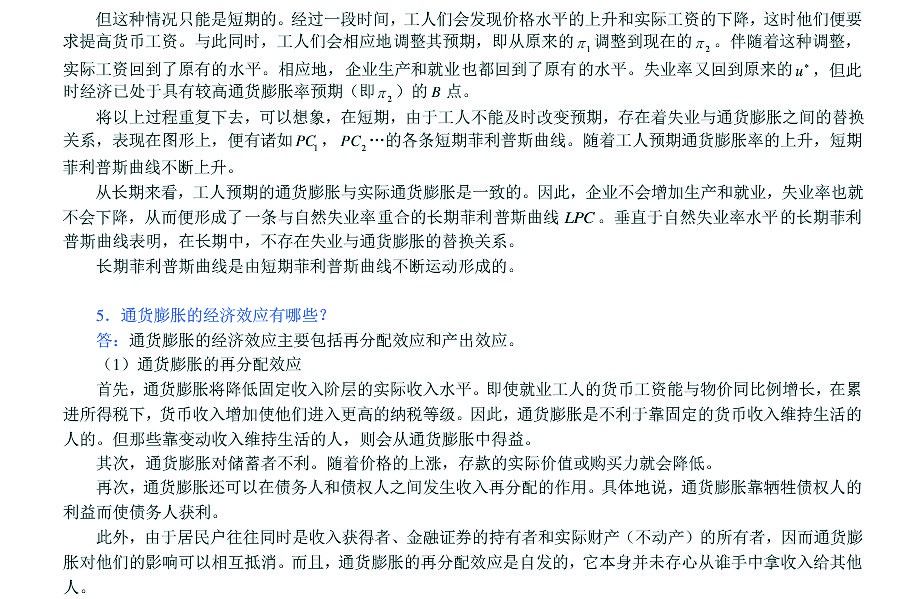 但这种情况只能是短期的。经过一段时间，工人们会发现价格水平的上升和实际工资的下降，这时他们便要
求提高货币工资。与此同时，工人们会相应地调整其预期，即从原来的π₁调整到现在的π₂。伴随着这种调整，
实际工资回到了原有的水平。相应地，企业生产和就业也都回到了原有的水平。失业率又回到原来的u*，但此
时经济已处于具有较高通货膨胀率预期（即π₂）的B点。
将以上过程重复下去，可以想象，在短期，由于工人不能及时改变预期，存在着失业与通货膨胀之间的替换
关系，表现在图形上，便有诸如PC₁，PC₂…的各条短期菲利普斯曲线。随着工人预期通货膨胀率的上升，短期
菲利普斯曲线不断上升。
从长期来看，工人预期的通货膨胀与实际通货膨胀是一致的。因此，企业不会增加生产和就业，失业率也就
不会下降，从而便形成了一条与自然失业率重合的长期菲利普斯曲线LPC。垂直于自然失业率水平的长期菲利
普斯曲线表明，在长期中，不存在失业与通货膨胀的替换关系。
长期菲利普斯曲线是由短期菲利普斯曲线不断运动形成的。
5．通货膨胀的经济效应有哪些？
答：通货膨胀的经济效应主要包括再分配效应和产出效应。
（1）通货膨胀的再分配效应
首先，通货膨胀将降低固定收入阶层的实际收入水平。即使就业工人的货币工资能与物价同比例增长，在累
进所得税下，货币收入增加使他们进入更高的纳税等级。因此，通货膨胀是不利于靠固定的货币收入维持生活的
人的。但那些靠变动收入维持生活的人，则会从通货膨胀中得益。
其次，通货膨胀对储蓄者不利。随着价格的上涨，存款的实际价值或购买力就会降低。
再次，通货膨胀还可以在债务人和债权人之间发生收入再分配的作用。具体地说，通货膨胀靠牺牲债权人的
利益而使债务人获利。
此外，由于居民户往往同时是收入获得者、金融证券的持有者和实际财产（不动产）的所有者，因而通货膨
胀对他们的影响可以相互抵消。而且，通货膨胀的再分配效应是自发的，它本身并未存心从谁手中拿收入给其他
人。